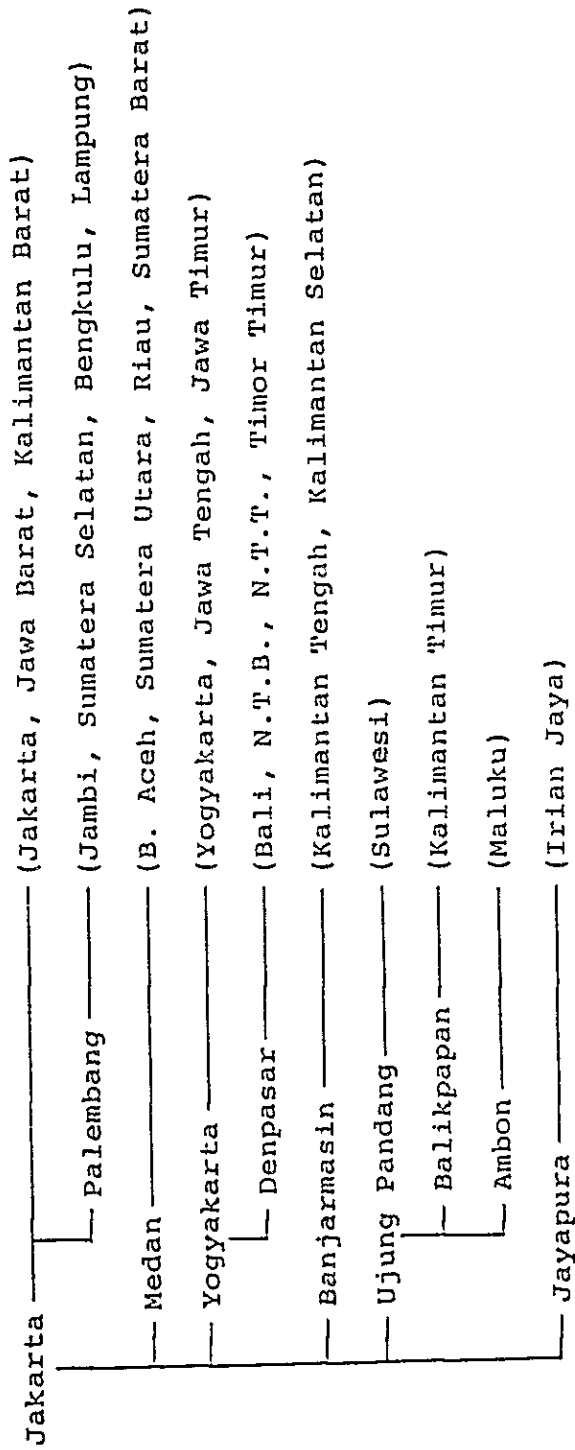 Jakarta (Jakarta, Jawa Barat, Kalimantan Barat)
Palembang (Jambi, Sumatera Selatan, Bengkulu, Lampung)
Medan (B. Aceh, Sumatera Utara, Riau, Sumatera Barat)
Yogyakarta (Yogyakarta, Jawa Tengah, Jawa Timur)
Denpasar (Bali, N.T.B., N.T.T., Timor Timur)
Banjarmasin (Kalimantan Tengah, Kalimantan Selatan)
Ujung Pandang (Sulawesi)
Balikpapan (Kalimantan Timur)
Ambon (Maluku)
Jayapura (Irian Jaya)